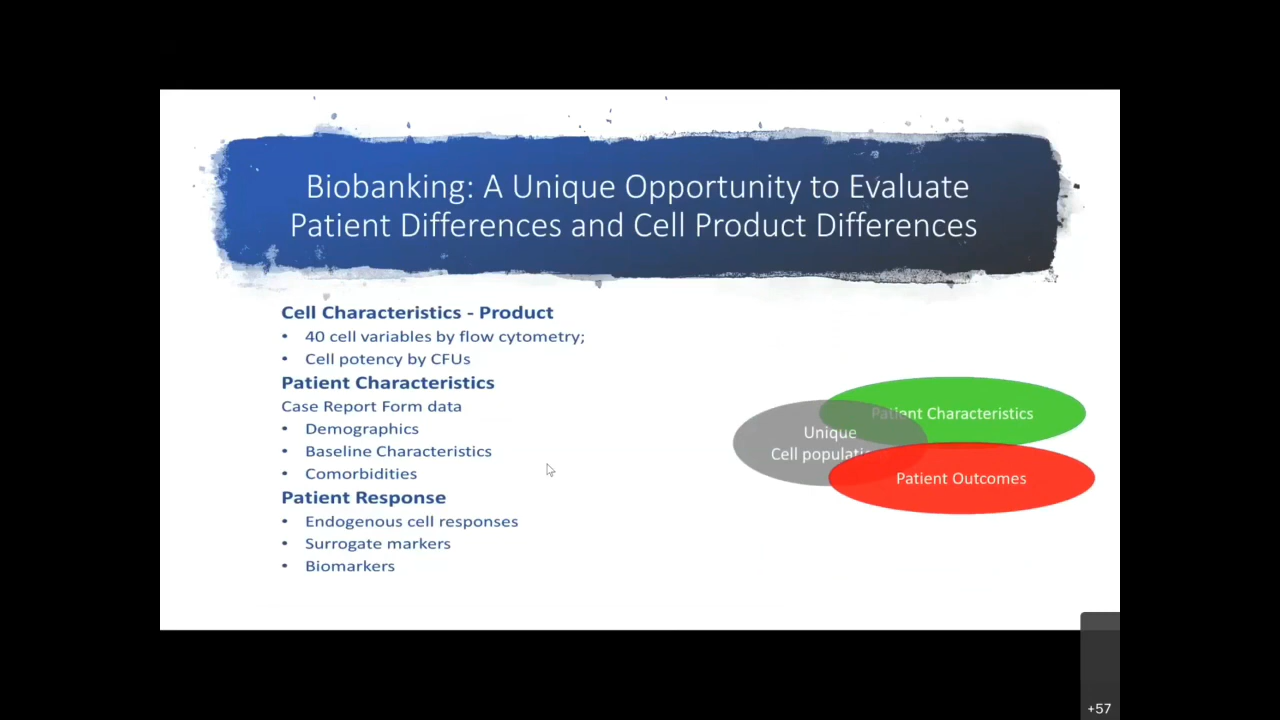 Biobanking: A Unique Opportunity to Evaluate
Patient Differences and Cell Product Differences
Cell Characteristics - Product
• 40 cell variables by flow cytometry;
• Cell potency by CFUs
Patient Characteristics
Case Report Form data
• Demographics
• Baseline Characteristics
• Comorbidities
Patient Response
• Endogenous cell responses
• Surrogate markers
• Biomarkers
Patient Characteristics
Unique
Cell
Patient Outcomes
+57